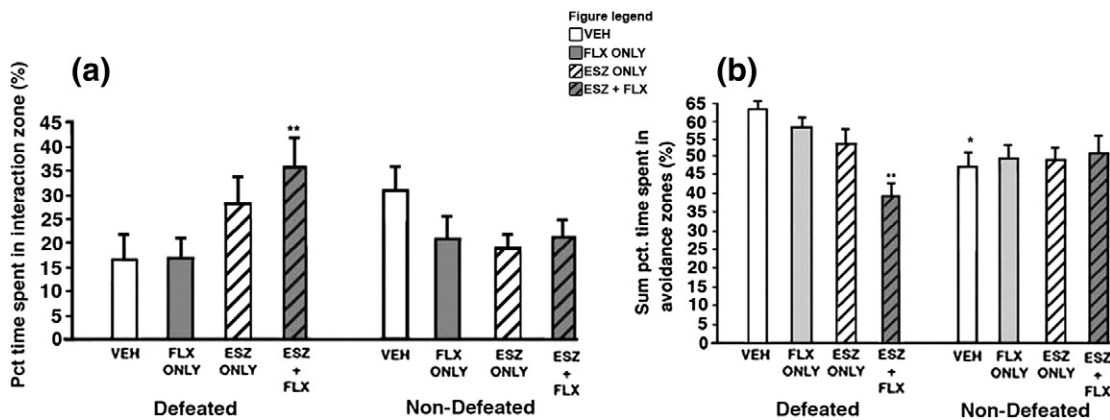 Figure legend
VEH
FLX ONLY
ESZ ONLY
ESZ + FLX
(a)
Pct time spent in interaction zone (%)
45
40
35
30
25
20
15
10
5
0
**
VEH
FLX
ONLY
ESZ
ONLY
ESZ
+
FLX
VEH
FLX
ONLY
ESZ
ONLY
ESZ
+
FLX
Defeated
Non-Defeated
(b)
Sum pct. time spent in
avoidance zones (%)
65
60
55
50
45
40
35
30
25
20
15
10
5
0
**
*
VEH
FLX
ONLY
ESZ
ONLY
ESZ
+
FLX
VEH
FLX
ONLY
ESZ
ONLY
ESZ
+
FLX
Defeated
Non-Defeated